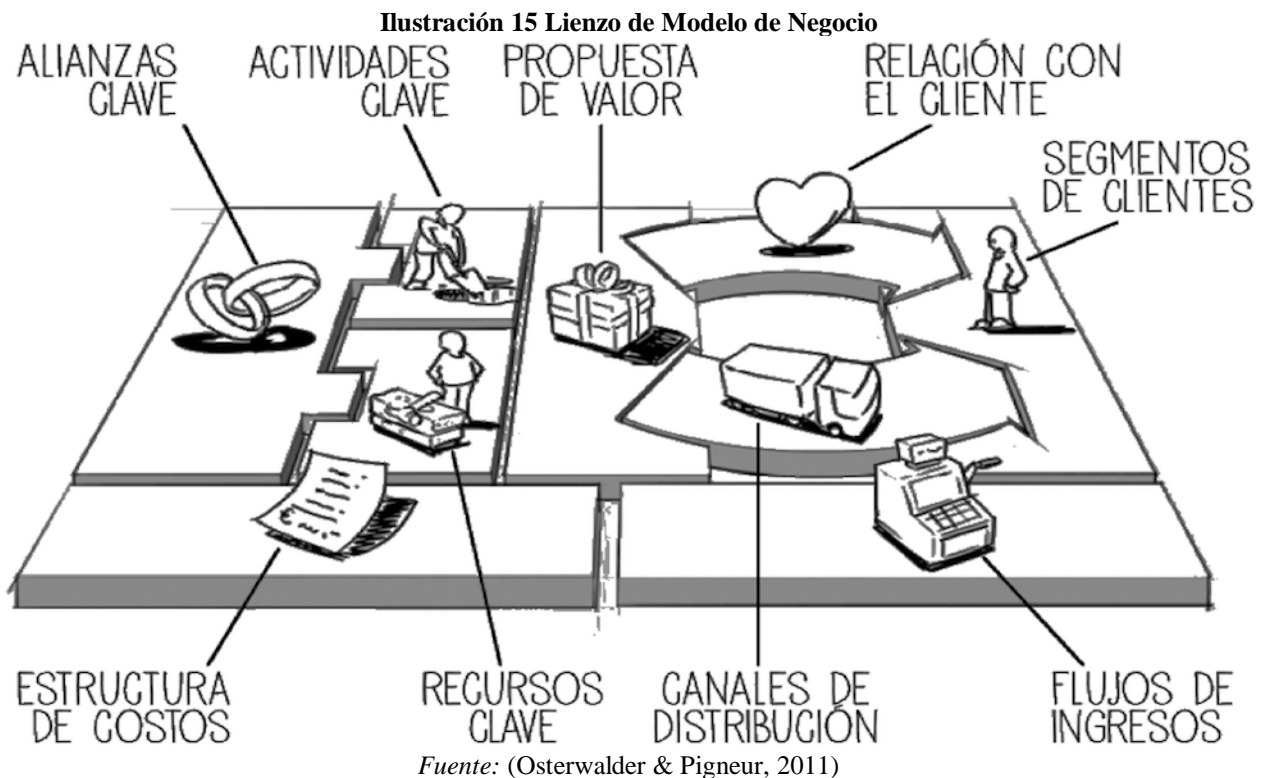 Ilustración 15 Lienzo de Modelo de Negocio
ALIANZAS
CLAVE
ACTIVIDADES
CLAVE
PROPUESTA
DE VALOR
RELACIÓN CON
EL CLIENTE
SEGMENTOS
DE CLIENTES
€
ESTRUCTURA
DE COSTOS
RECURSOS
CLAVE
CANALES DE
DISTRIBUCIÓN
FLUJOS DE
INGRESOS
Fuente: (Osterwalder & Pigneur, 2011)